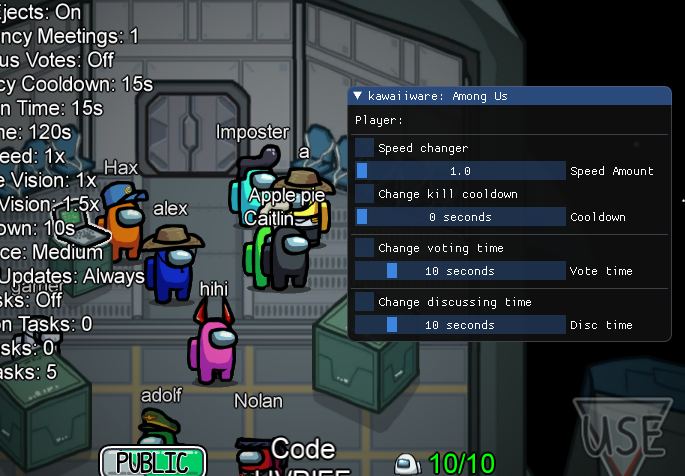 Ejects: On
ncy Meetings: 1
us Votes: Off
cy Cooldown: 15s
n Time: 15s
me: 120s
eed: 1x
e Vision: 1x
Vision: 1.5x
own: 10s
ce: Medium
Updates: Always
sks: Off
on Tasks: 0
sks: 0
asks: 5
Imposter
a
Hax
Apple pie
alex
Caitlin
gamer
hihi
adolf
Nolan
PUBLIC
Code
10/10
USE
kawaiiware: Among Us
Player:
Speed changer
1.0 Speed Amount
Change kill cooldown
0 seconds Cooldown
Change voting time
10 seconds Vote time
Change discussing time
10 seconds Disc time